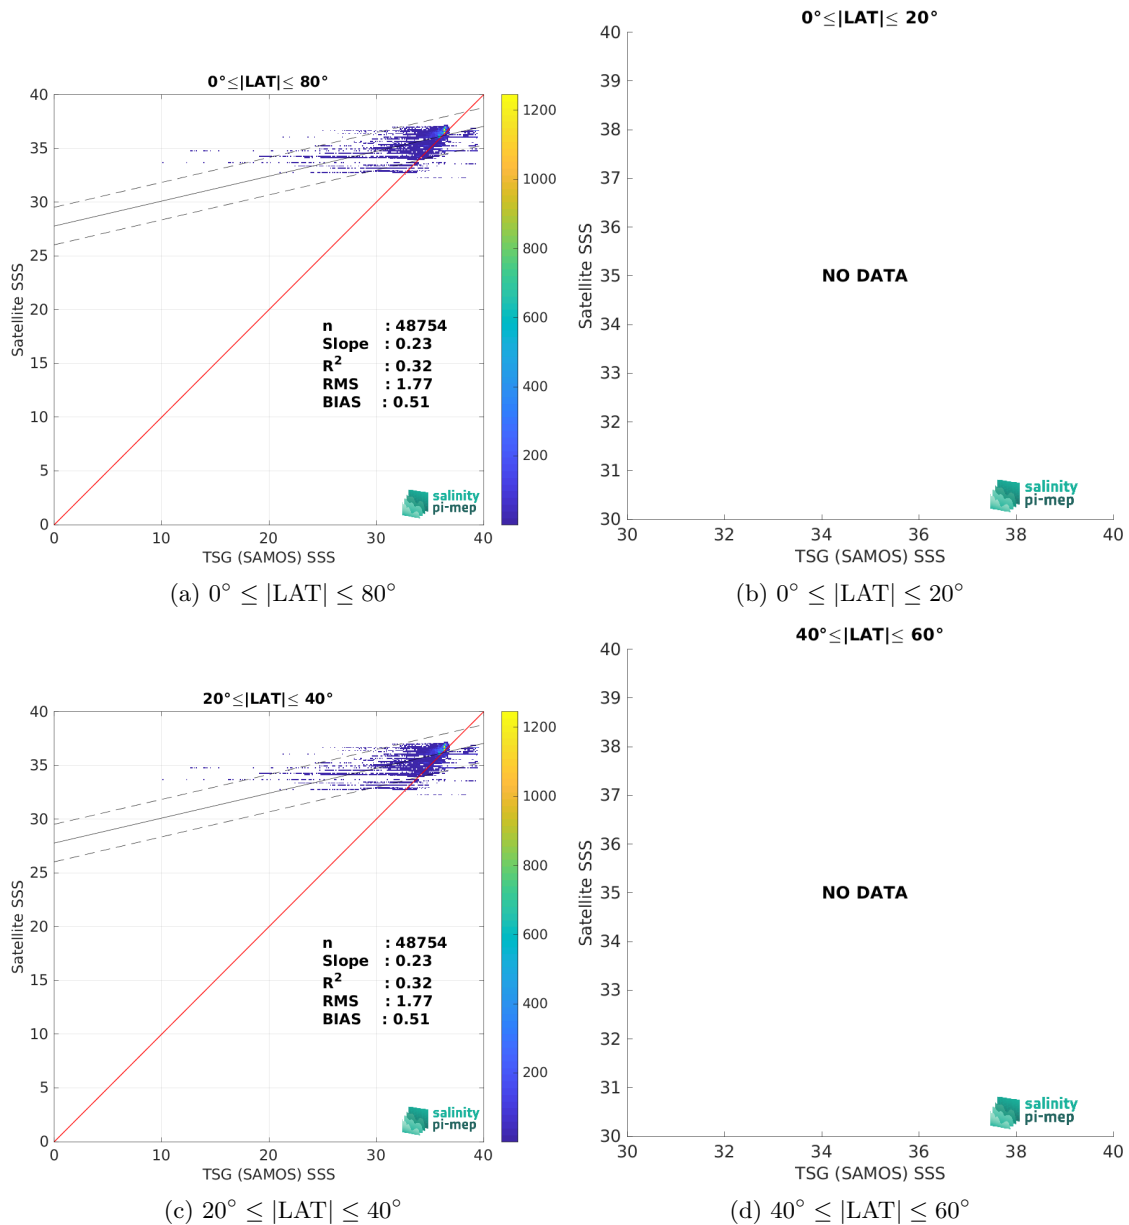 0°≤|LAT|≤ 80°
40
35
30
25
20
15
10
5
0
Satellite SSS
n : 48754
Slope : 0.23
R² : 0.32
RMS : 1.77
BIAS : 0.51
salinity
pi-mep
0 10 20 30 40
TSG (SAMOS) SSS
1200
1000
800
600
400
200
(a) 0° ≤ |LAT| ≤ 80°
0°≤|LAT|≤ 20°
40
39
38
37
36
35
34
33
32
31
30
Satellite SSS
NO DATA
salinity
pi-mep
30 32 34 36 38 40
TSG (SAMOS) SSS
(b) 0° ≤ |LAT| ≤ 20°
20°≤|LAT|≤ 40°
40
35
30
25
20
15
10
5
0
Satellite SSS
n : 48754
Slope : 0.23
R² : 0.32
RMS : 1.77
BIAS : 0.51
salinity
pi-mep
0 10 20 30 40
TSG (SAMOS) SSS
1200
1000
800
600
400
200
(c) 20° ≤ |LAT| ≤ 40°
40°≤|LAT|≤ 60°
40
39
38
37
36
35
34
33
32
31
30
Satellite SSS
NO DATA
salinity
pi-mep
30 32 34 36 38 40
TSG (SAMOS) SSS
(d) 40° ≤ |LAT| ≤ 60°